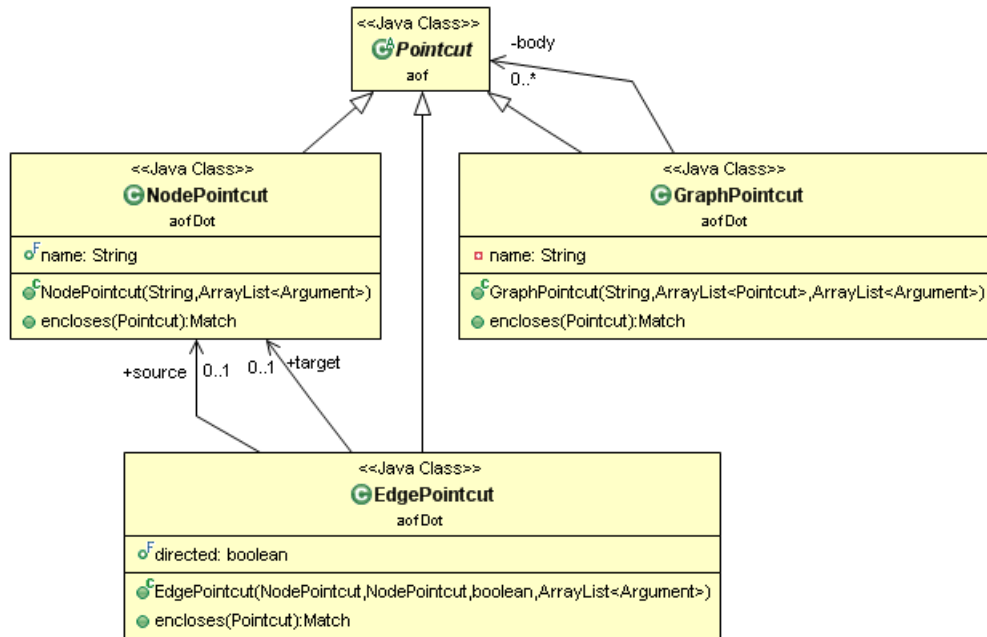 <<Java Class>>
Pointcut
aof
-body
0..*
<<Java Class>>
NodePointcut
aofDot
name: String
NodePointcut(String,ArrayList<Argument>)
encloses(Pointcut):Match
<<Java Class>>
GraphPointcut
aofDot
name: String
GraphPointcut(String,ArrayList<Pointcut>,ArrayList<Argument>)
encloses(Pointcut):Match
+source 0..1 0..1 +target
<<Java Class>>
EdgePointcut
aofDot
directed: boolean
EdgePointcut(NodePointcut,NodePointcut,boolean,ArrayList<Argument>)
encloses(Pointcut):Match